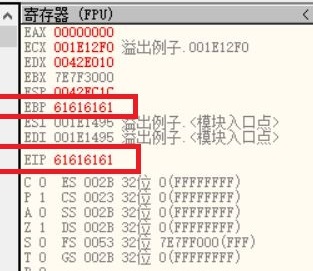 寄存器 (FPU) <
EAX 00000000
ECX 001E12F0 溢出例子.001E12F0
EDX 0042E010
EBX 7E7F3000
ESP 0042FC1C
EBP 61616161
ESI 001E1495 溢出例子.<模块入口点>
EDI 001E1495 溢出例子.<模块入口点>
EIP 61616161
C 0 ES 002B 32位 0(FFFFFFFF)
P 1 CS 0023 32位 0(FFFFFFFF)
A 0 SS 002B 32位 0(FFFFFFFF)
Z 1 DS 002B 32位 0(FFFFFFFF)
S 0 FS 0053 32位 7E7FF000(FFF)
T 0 GS 002B 32位 0(FFFFFFFF)